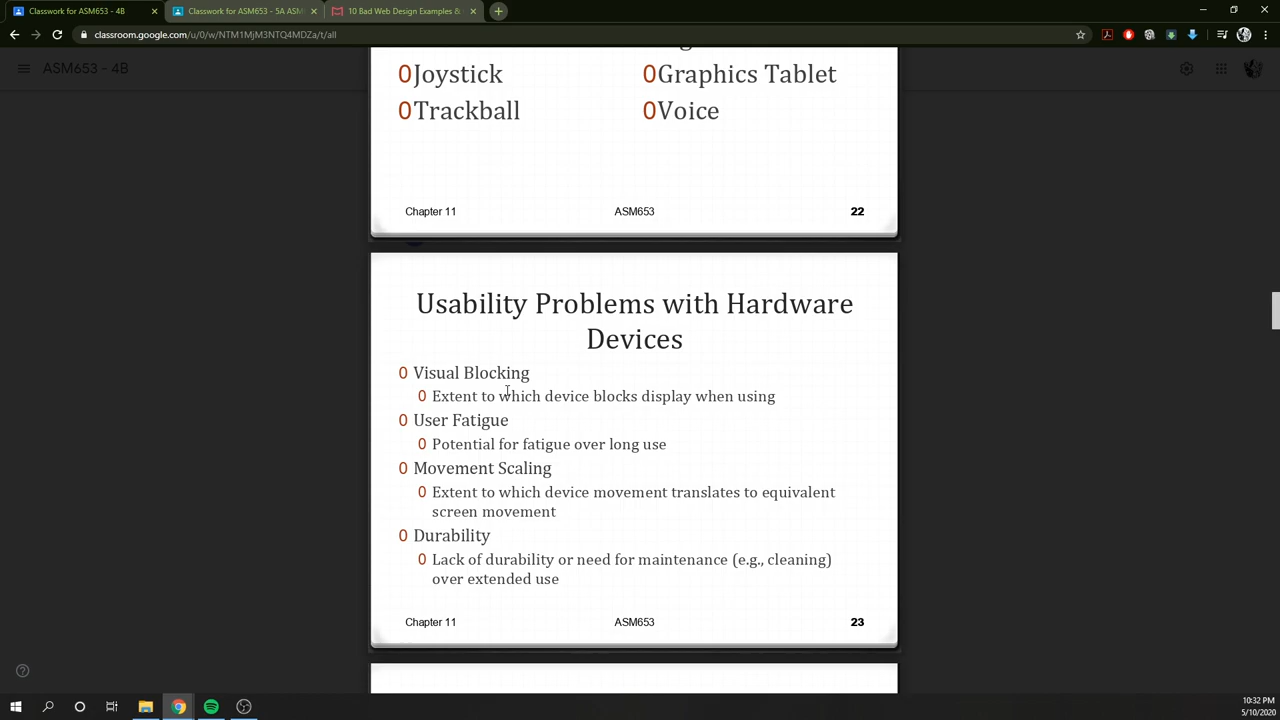 Classwork for ASM653 - 4B
Classwork for ASM653 - 5A ASM
10 Bad Web Design Examples &
classroom.google.com/u/0/w/NTM1MjM3NTQ4MDZa/t/all
ASM653 - 4B
0Joystick
0Graphics Tablet
0Trackball
0Voice
Chapter 11 ASM653 22
Usability Problems with Hardware
Devices
0 Visual Blocking
0 Extent to which device blocks display when using
0 User Fatigue
0 Potential for fatigue over long use
0 Movement Scaling
0 Extent to which device movement translates to equivalent
screen movement
0 Durability
0 Lack of durability or need for maintenance (e.g., cleaning)
over extended use
Chapter 11 ASM653 23
10:32 PM
5/10/2020